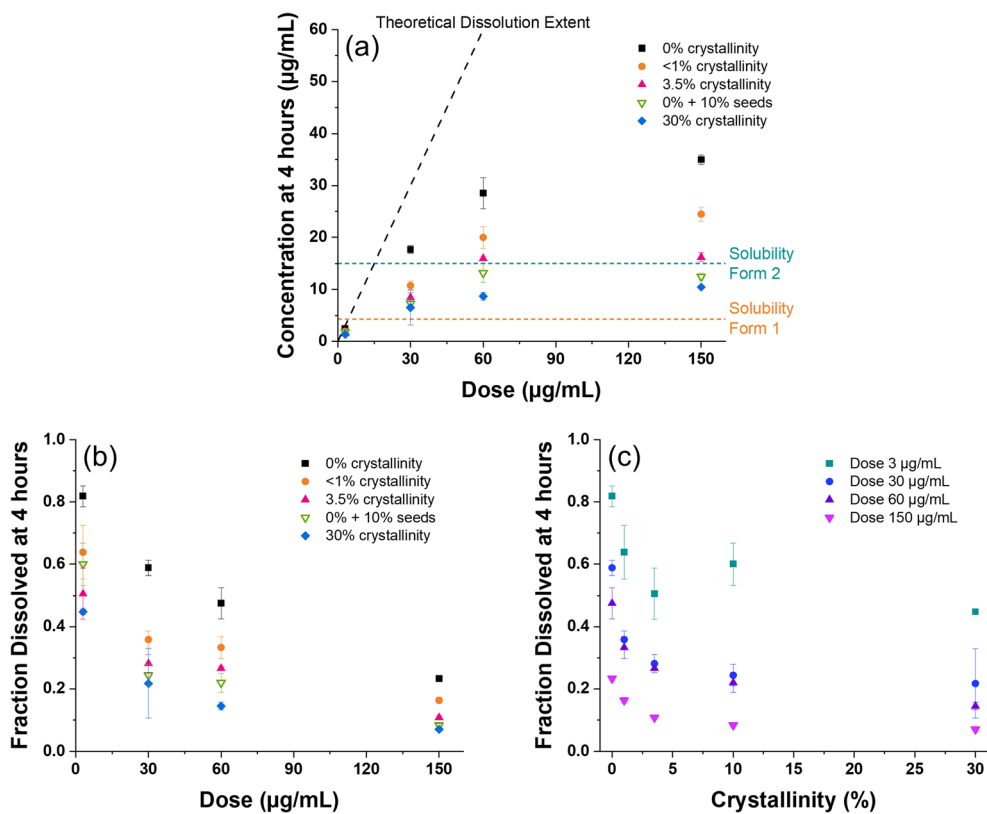 Theoretical Dissolution Extent
(a)
Concentration at 4 hours (µg/mL)
60
50
40
30
20
10
0
0% crystallinity
<1% crystallinity
3.5% crystallinity
0% + 10% seeds
30% crystallinity
Solubility
Form 2
Solubility
Form 1
0 30 60 90 120 150
Dose (µg/mL)
(b)
Fraction Dissolved at 4 hours
1.0
0.8
0.6
0.4
0.2
0.0
0% crystallinity
<1% crystallinity
3.5% crystallinity
0% + 10% seeds
30% crystallinity
0 30 60 90 120 150
Dose (µg/mL)
(c)
Fraction Dissolved at 4 hours
1.0
0.8
0.6
0.4
0.2
0.0
Dose 3 µg/mL
Dose 30 µg/mL
Dose 60 µg/mL
Dose 150 µg/mL
0 5 10 15 20 25 30
Crystallinity (%)